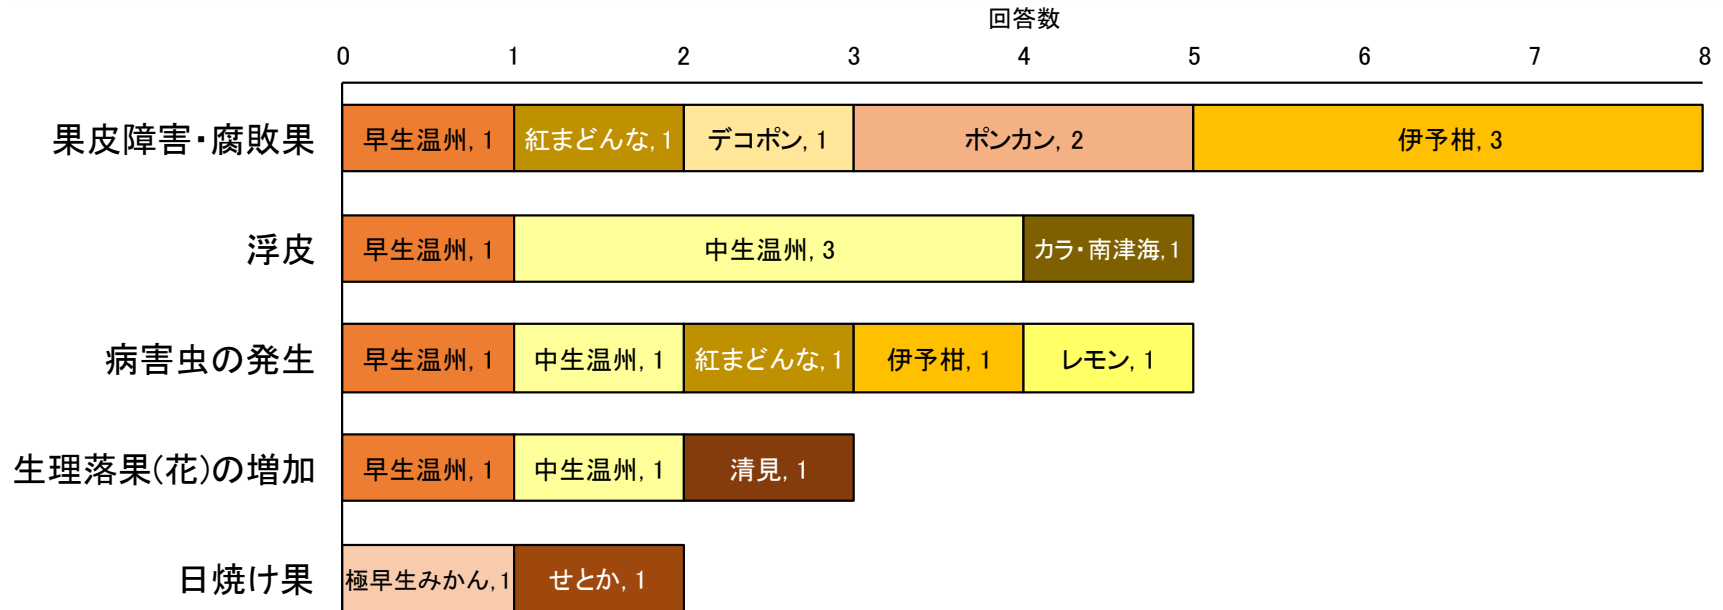 回答数
0 1 2 3 4 5 6 7 8
果皮障害・腐敗果 早生温州, 1 紅まどんな, 1 デコポン, 1 ポンカン, 2 伊予柑, 3
浮皮 早生温州, 1 中生温州, 3 カラ・南津海, 1
病害虫の発生 早生温州, 1 中生温州, 1 紅まどんな, 1 伊予柑, 1 レモン, 1
生理落果(花)の増加 早生温州, 1 中生温州, 1 清見, 1
日焼け果 極早生みかん, 1 せとか, 1